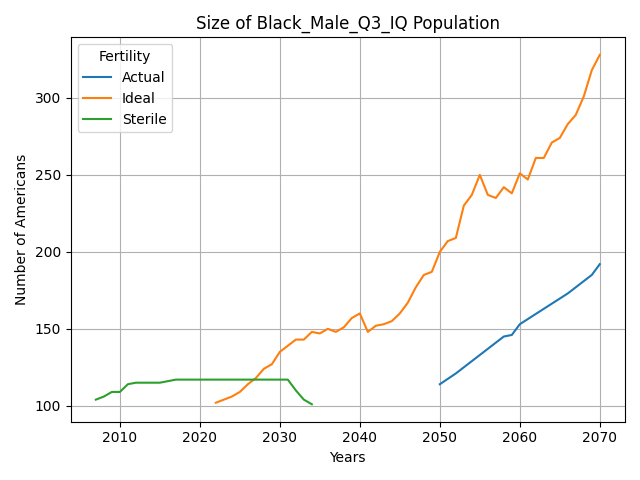 Size of Black_Male_Q3_IQ Population
Fertility
Actual
Ideal
Sterile
Number of Americans
300
250
200
150
100
2010 2020 2030 2040 2050 2060 2070
Years